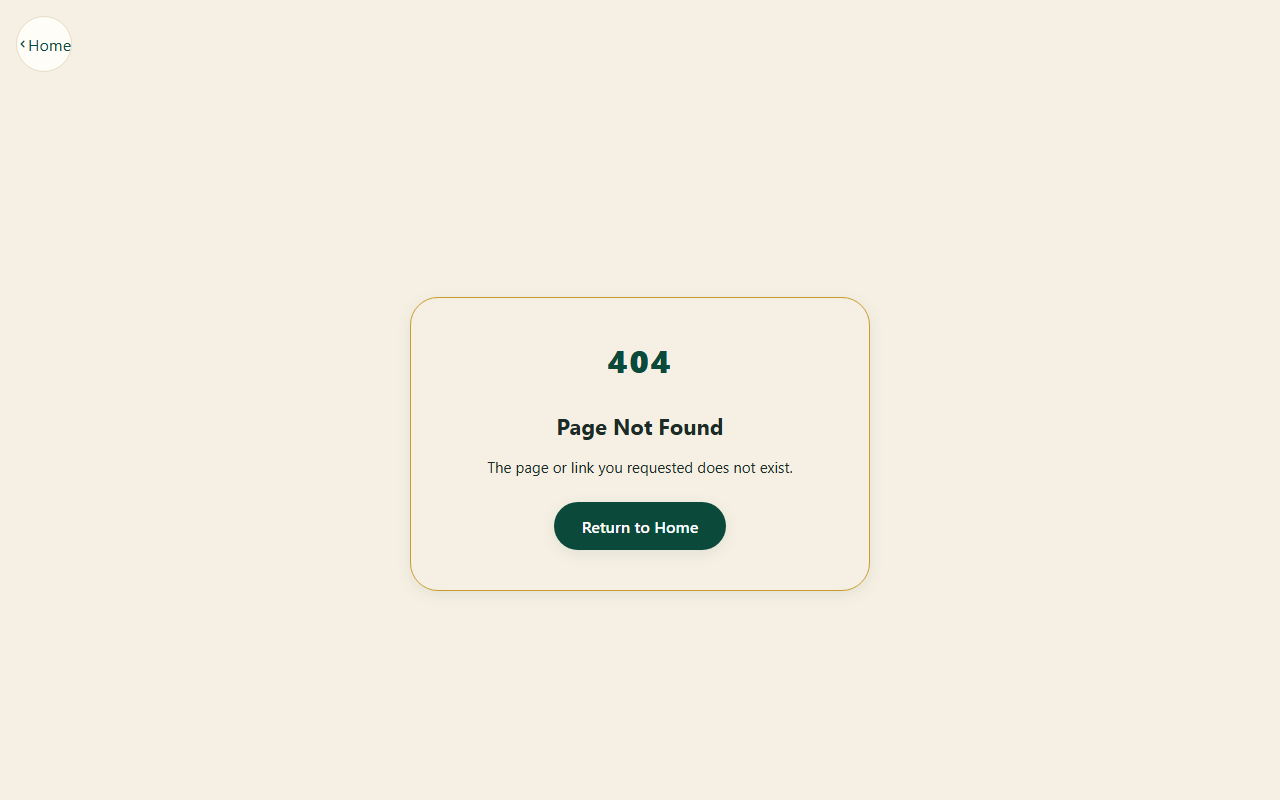 ‹ Home
404
Page Not Found
The page or link you requested does not exist.
Return to Home